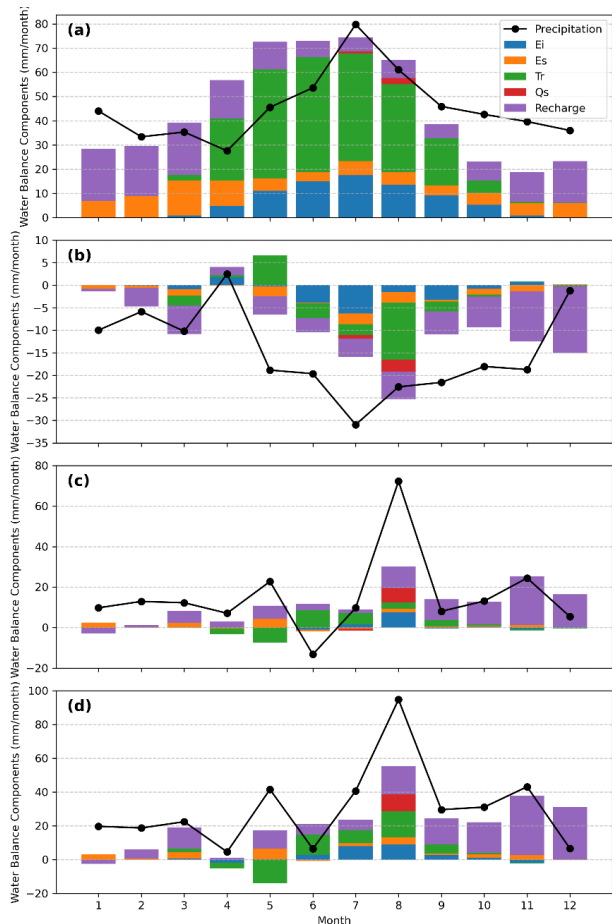 (a)
Water Balance Components (mm/month)
80
70
60
50
40
30
20
10
0
Precipitation
Ei
Es
Tr
Qs
Recharge
(b)
Water Balance Components (mm/month)
10
5
0
−5
−10
−15
−20
−25
−30
−35
(c)
Water Balance Components (mm/month)
80
60
40
20
0
−20
(d)
Water Balance Components (mm/month)
100
80
60
40
20
0
−20
1 2 3 4 5 6 7 8 9 10 11 12
Month